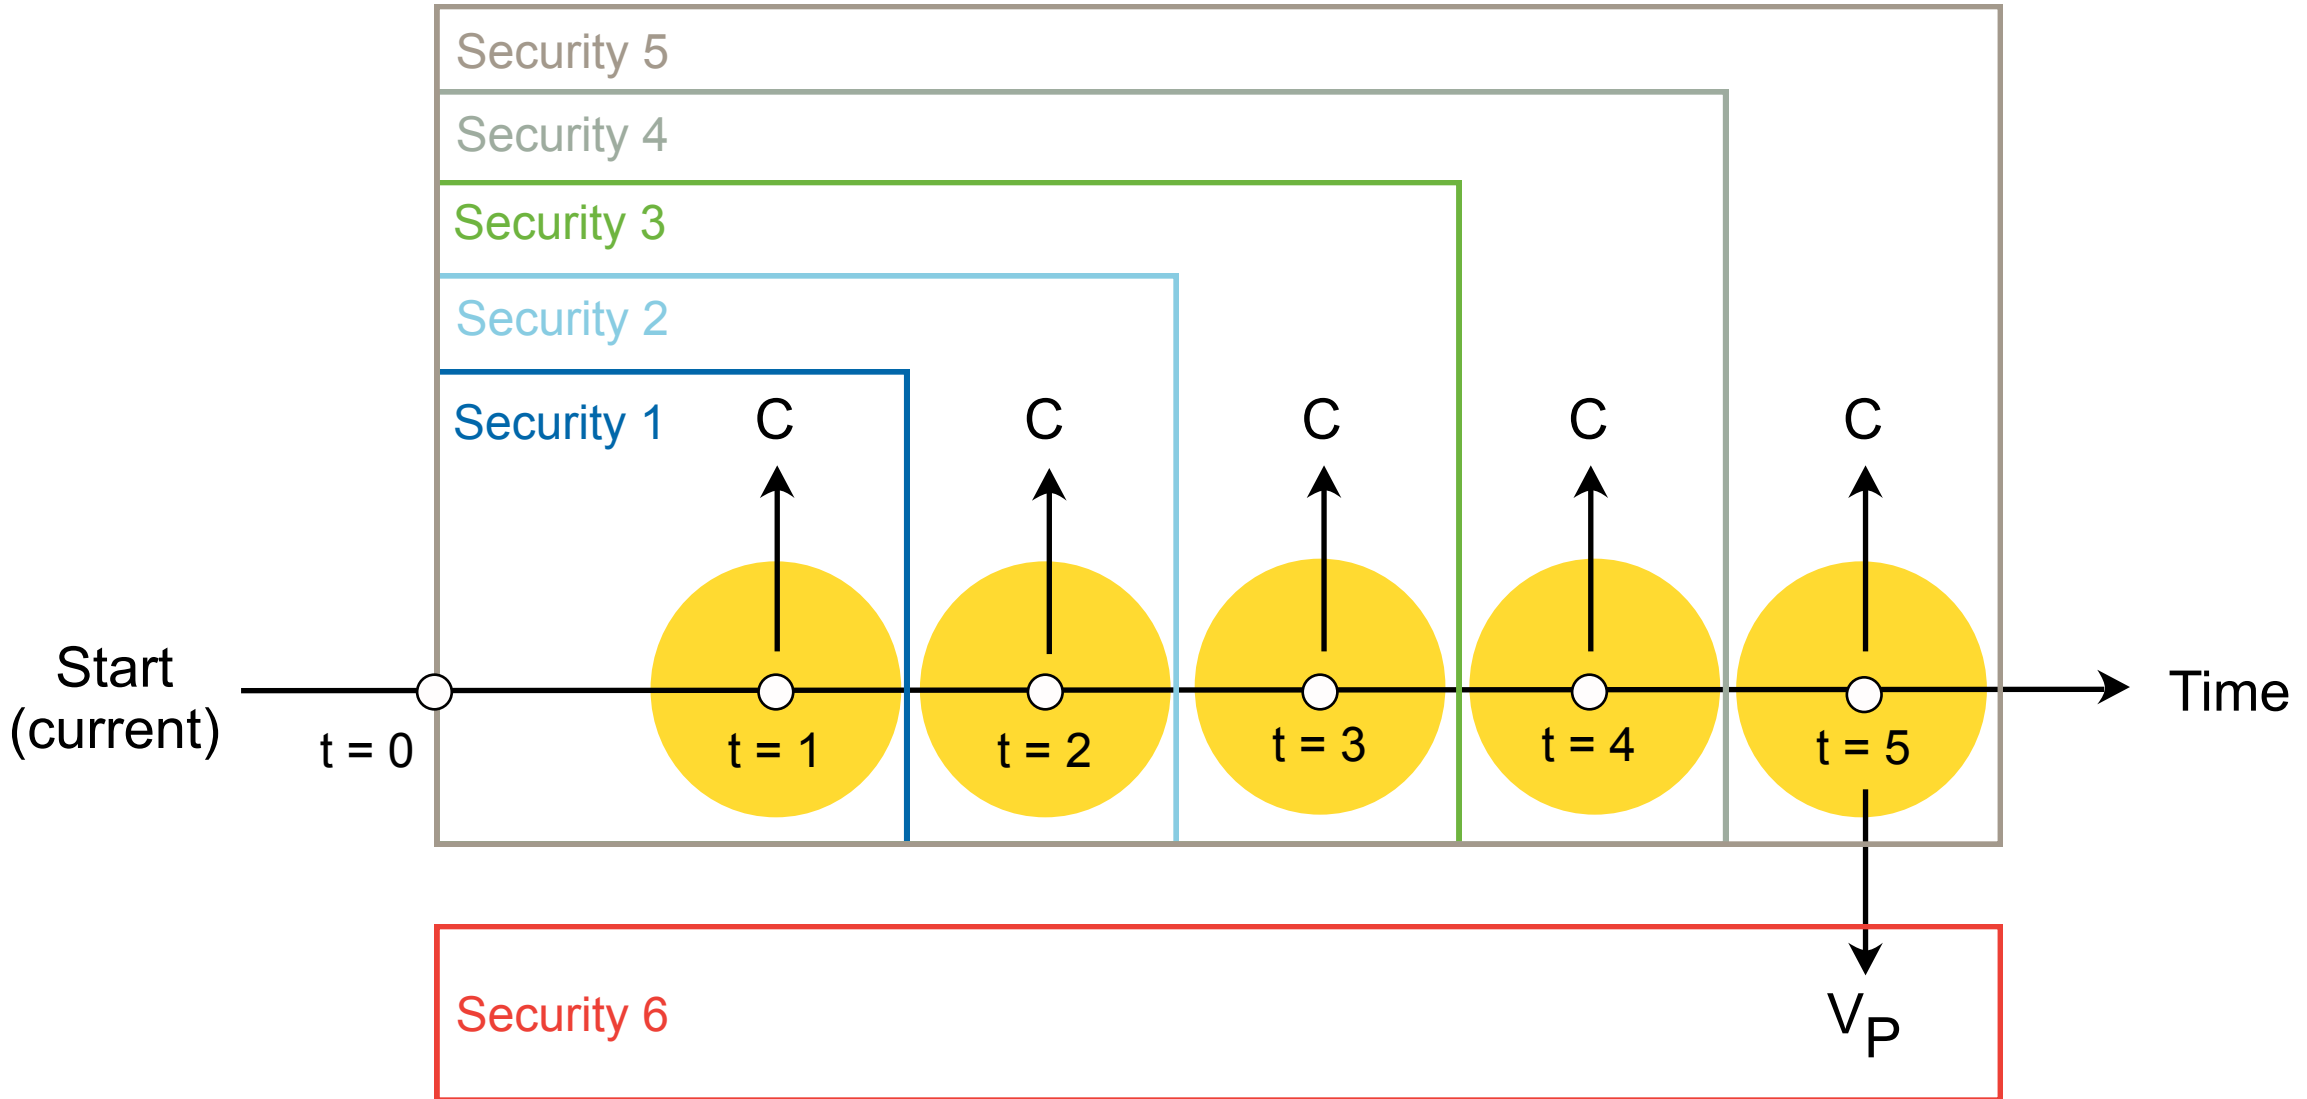 Security 5
Security 4
Security 3
Security 2
Security 1
C C C C C
Start
(current)
Time
t = 0 t = 1 t = 2 t = 3 t = 4 t = 5
Security 6
VP